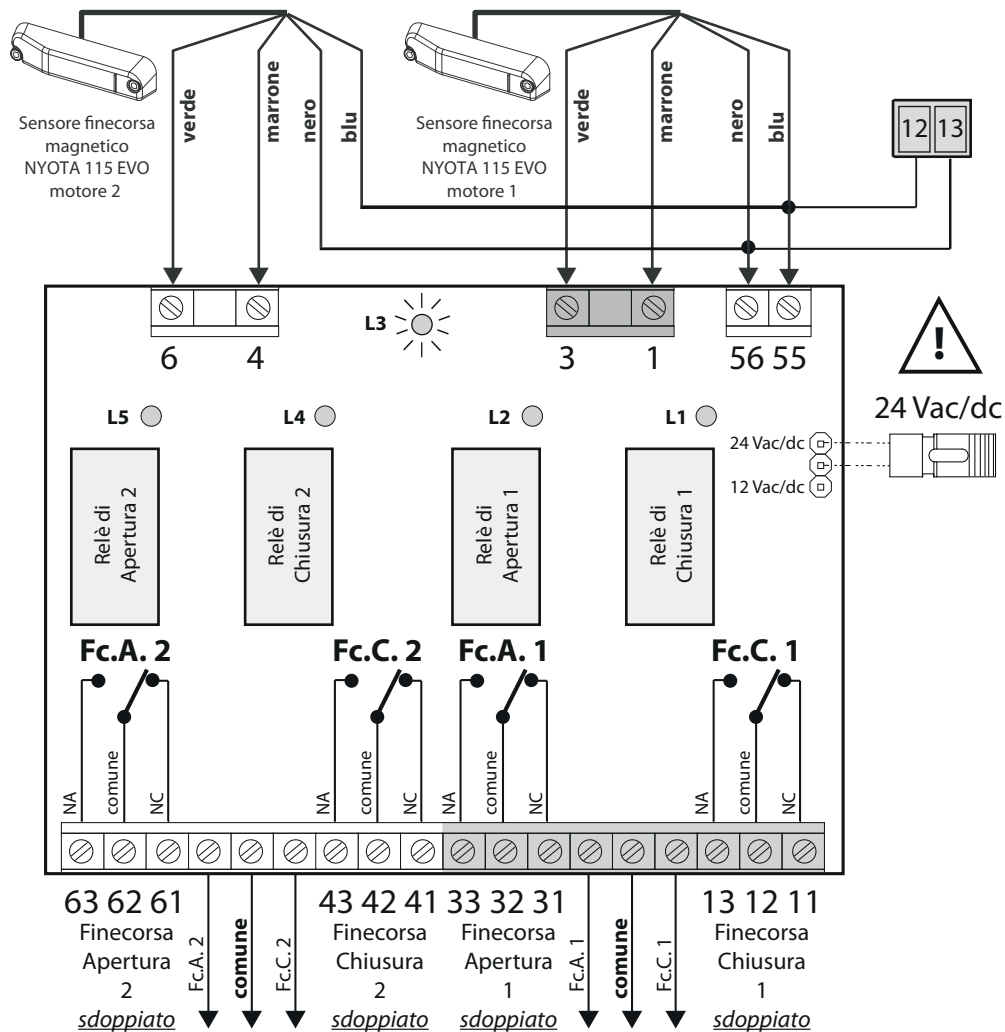 Sensore finecorsa
magnetico
NYOTA 115 EVO
motore 2
verde
marrone
nero
blu
Sensore finecorsa
magnetico
NYOTA 115 EVO
motore 1
verde
marrone
nero
blu
12 13
L3
6 4
3 1
56 55
!
24 Vac/dc
L5
L4
L2
L1
24 Vac/dc
12 Vac/dc
Relè di
Apertura 2
Relè di
Chiusura 2
Relè di
Apertura 1
Relè di
Chiusura 1
Fc.A. 2
Fc.C. 2
Fc.A. 1
Fc.C. 1
NA
comune
NC
NA
comune
NC
NA
comune
NC
NA
comune
NC
63 62 61
Finecorsa
Apertura
2
sdoppiato
Fc.A. 2
comune
Fc.C. 2
43 42 41
Finecorsa
Chiusura
2
sdoppiato
33 32 31
Finecorsa
Apertura
1
sdoppiato
Fc.A. 1
comune
Fc.C. 1
13 12 11
Finecorsa
Chiusura
1
sdoppiato